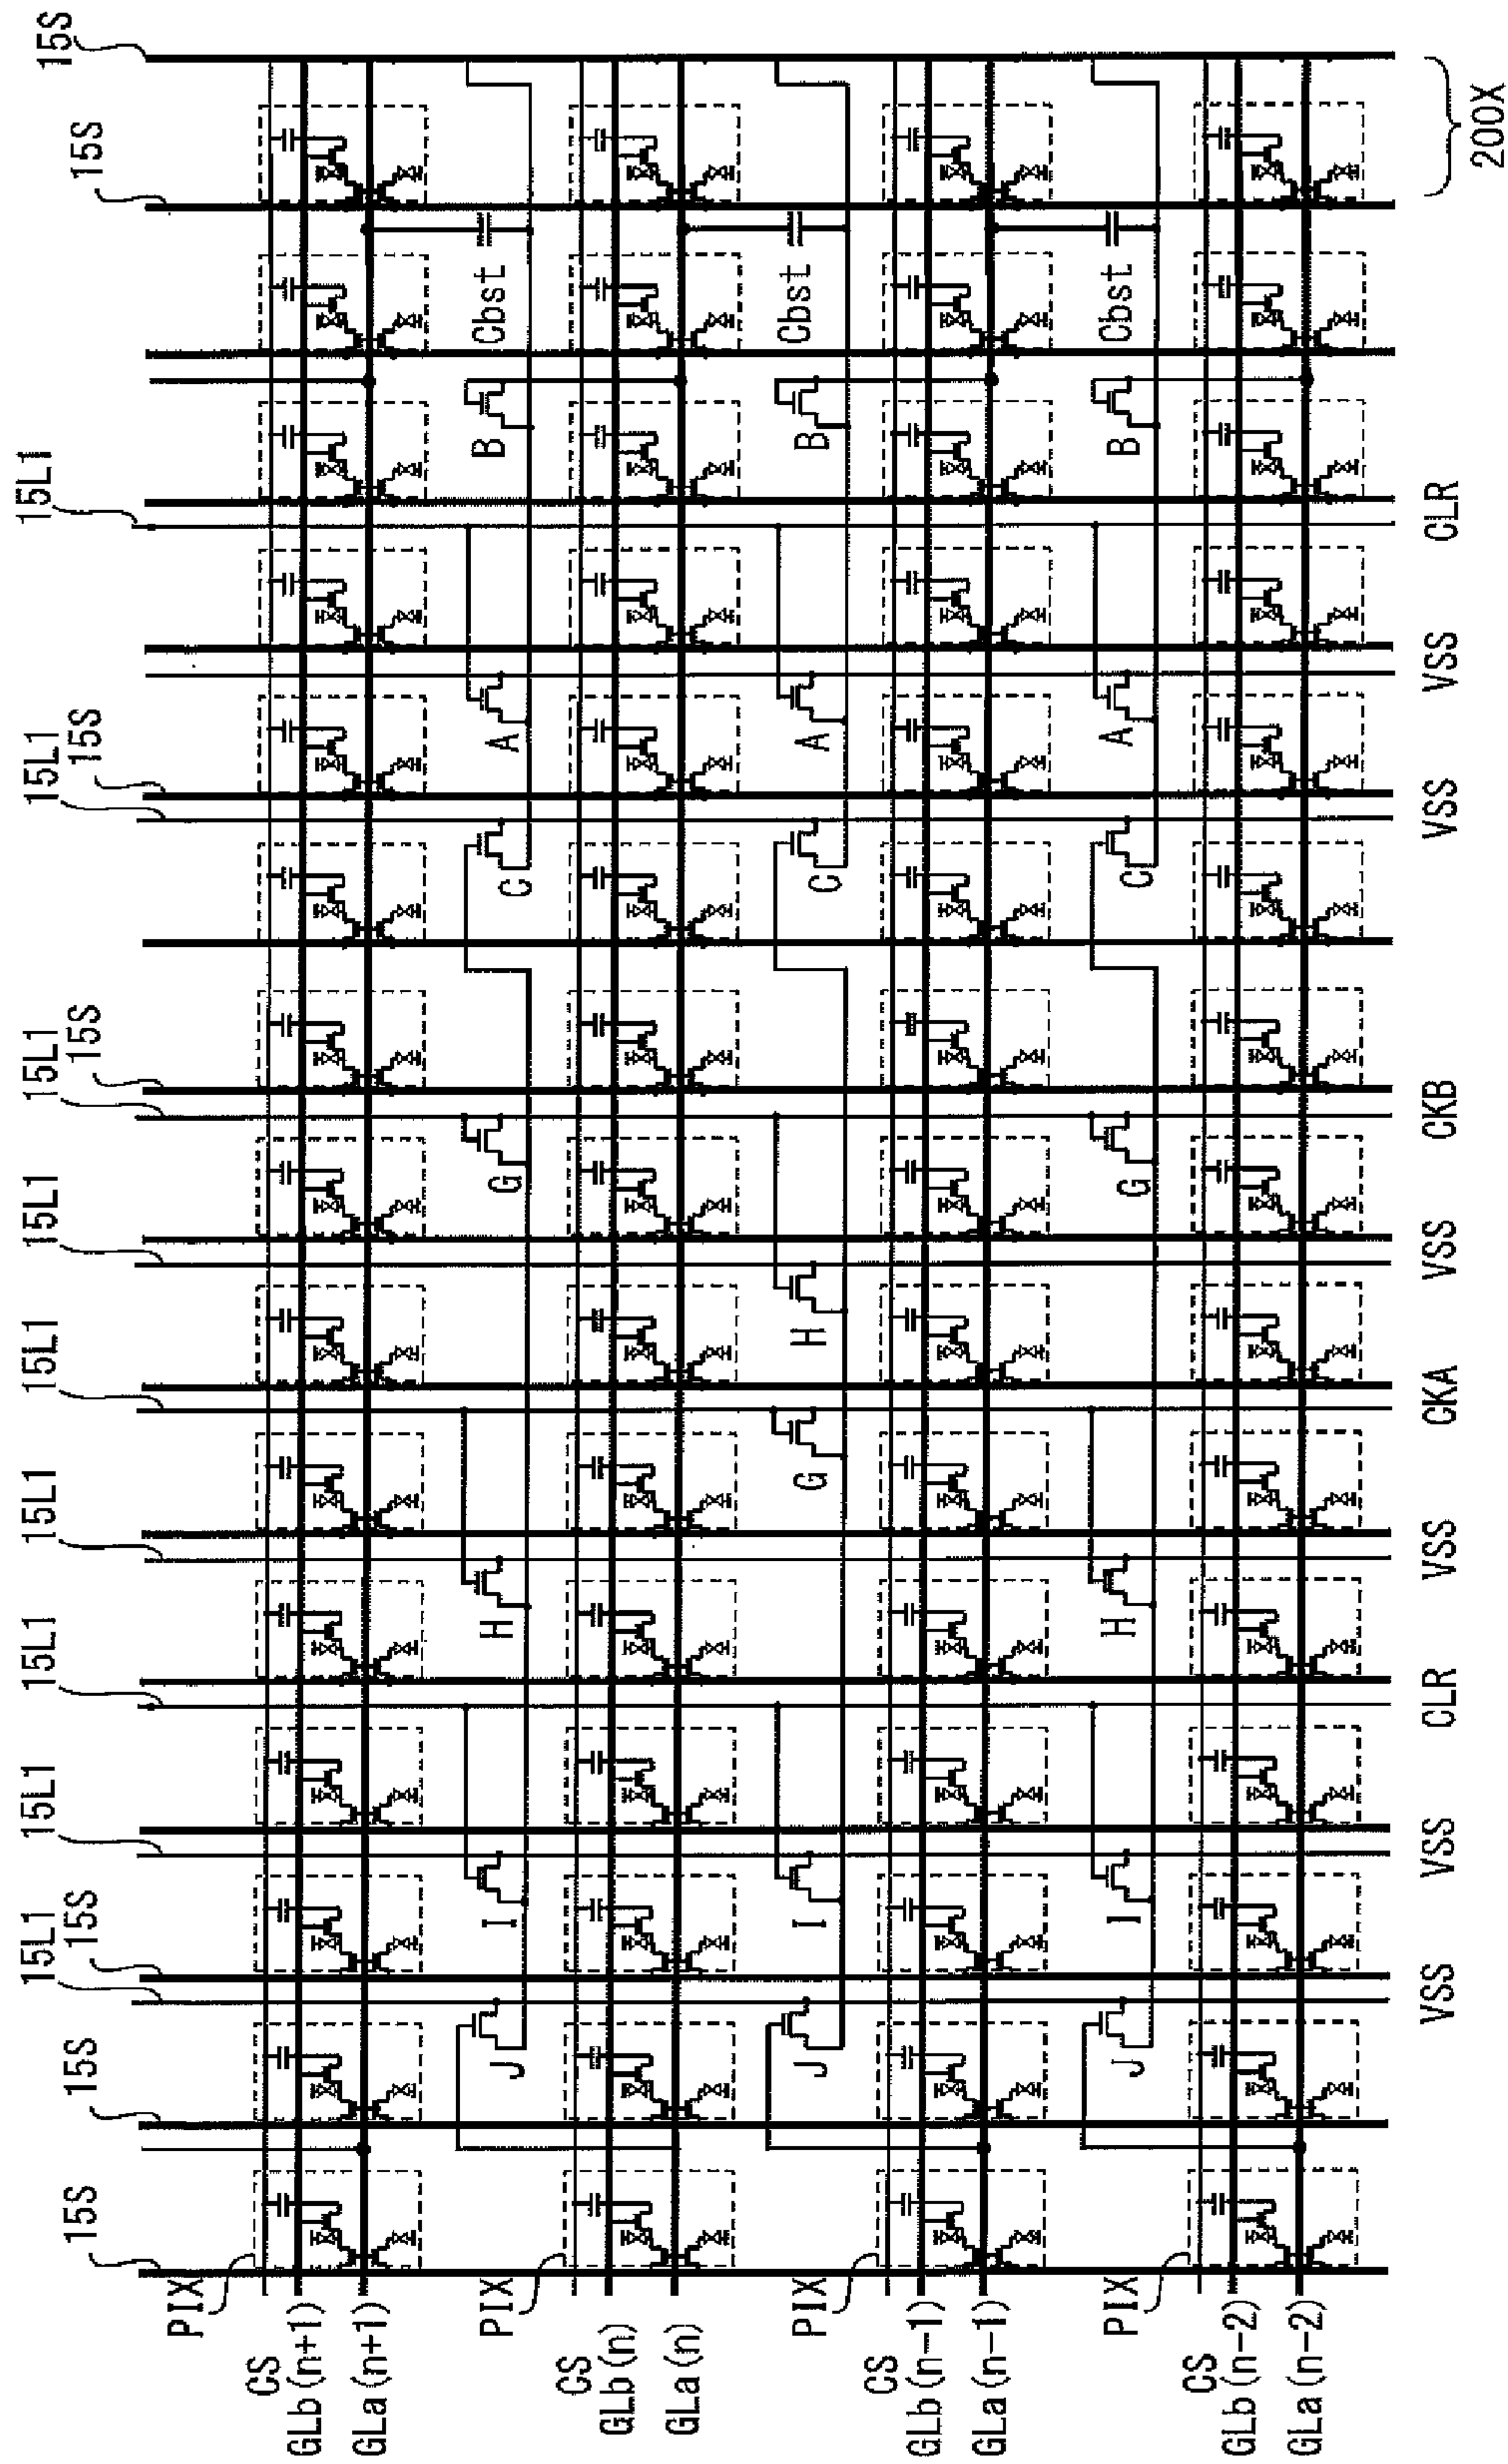 15S
15S
15L1
15S
15L1
15L1
15L1
15L1
15L1
15L1
15S
15L1
15S
15L1
15S
15S
PIX
CS
GLb(n+1)
GLa(n+1)
J I H G C A B Cbst
PIX
CS
GLb(n)
GLa(n)
J I G H C A B Cbst
PIX
CS
GLb(n-1)
GLa(n-1)
J I H G C A B Cbst
PIX
CS
GLb(n-2)
GLa(n-2)
VSS VSS CLR VSS CKA VSS CKB VSS VSS CLR
200X